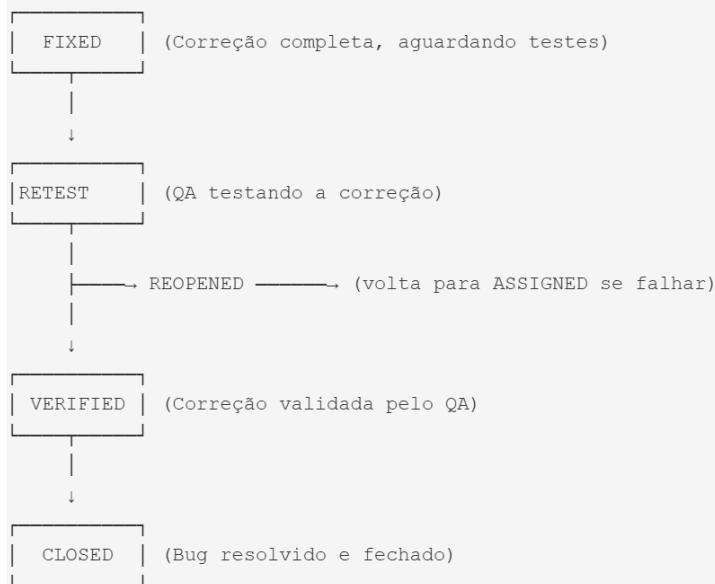 FIXED (Correção completa, aguardando testes)
RETEST (QA testando a correção)
REOPENED (volta para ASSIGNED se falhar)
VERIFIED (Correção validada pelo QA)
CLOSED (Bug resolvido e fechado)